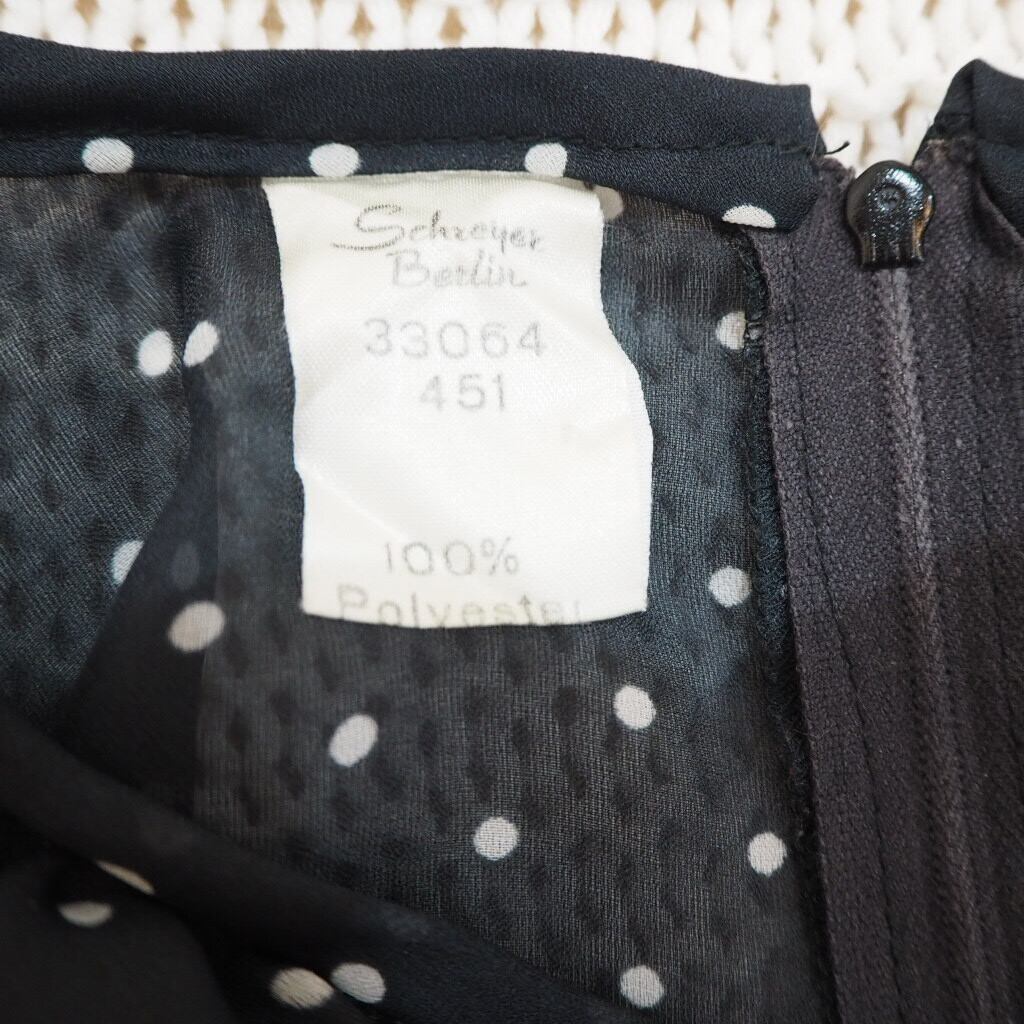 Schreyer
Berlin
33064
451
100%
Polyester